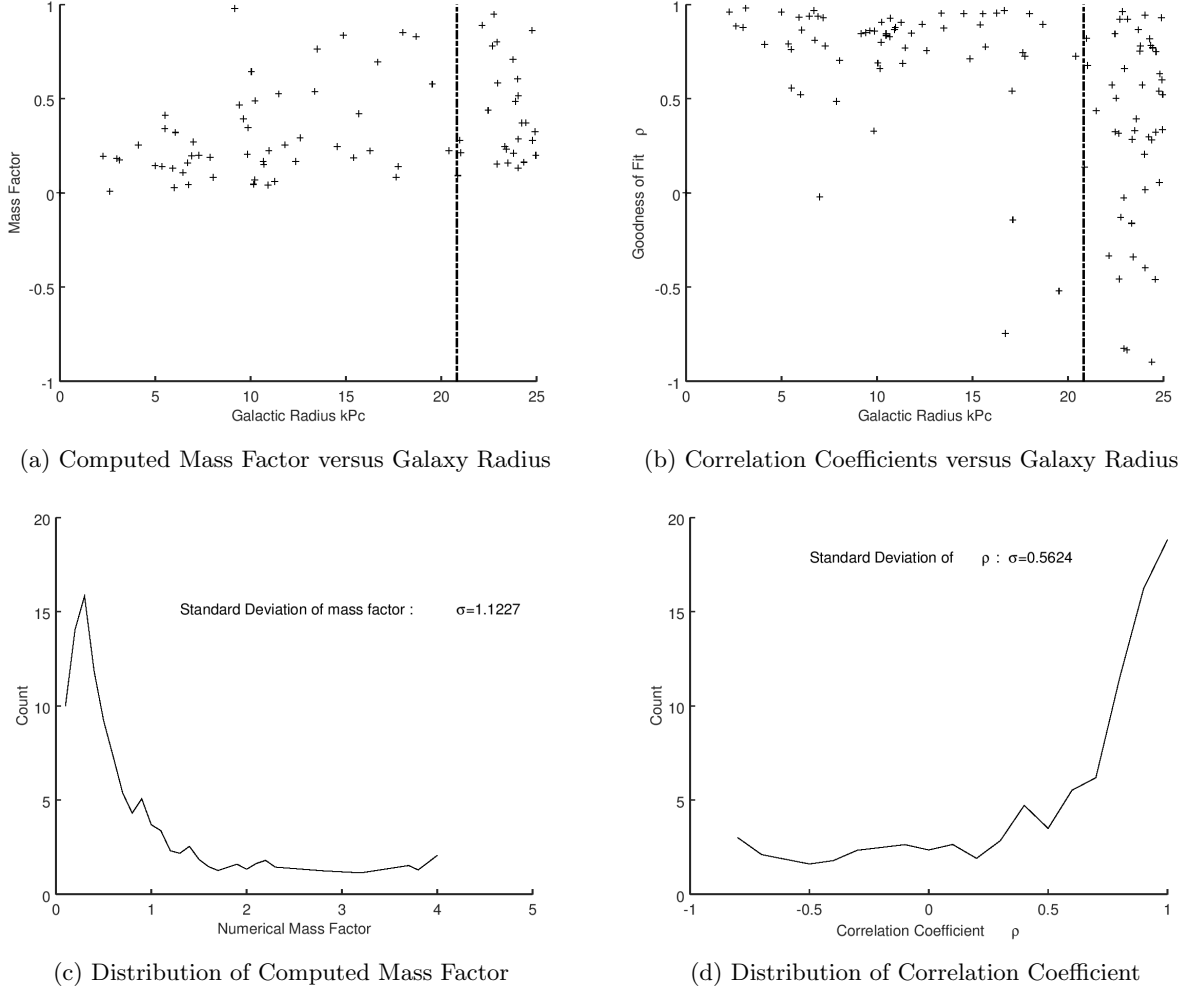 1
0.5
0
-0.5
-1
Mass Factor
0 5 10 15 20 25
Galactic Radius kPc
(a) Computed Mass Factor versus Galaxy Radius
1
0.5
0
-0.5
-1
Goodness of Fit ρ
0 5 10 15 20 25
Galactic Radius kPc
(b) Correlation Coefficients versus Galaxy Radius
20
15
10
5
0
Count
Standard Deviation of mass factor : σ=1.1227
0 1 2 3 4 5
Numerical Mass Factor
(c) Distribution of Computed Mass Factor
20
15
10
5
0
Count
Standard Deviation of ρ : σ=0.5624
-1 -0.5 0 0.5 1
Correlation Coefficient ρ
(d) Distribution of Correlation Coefficient